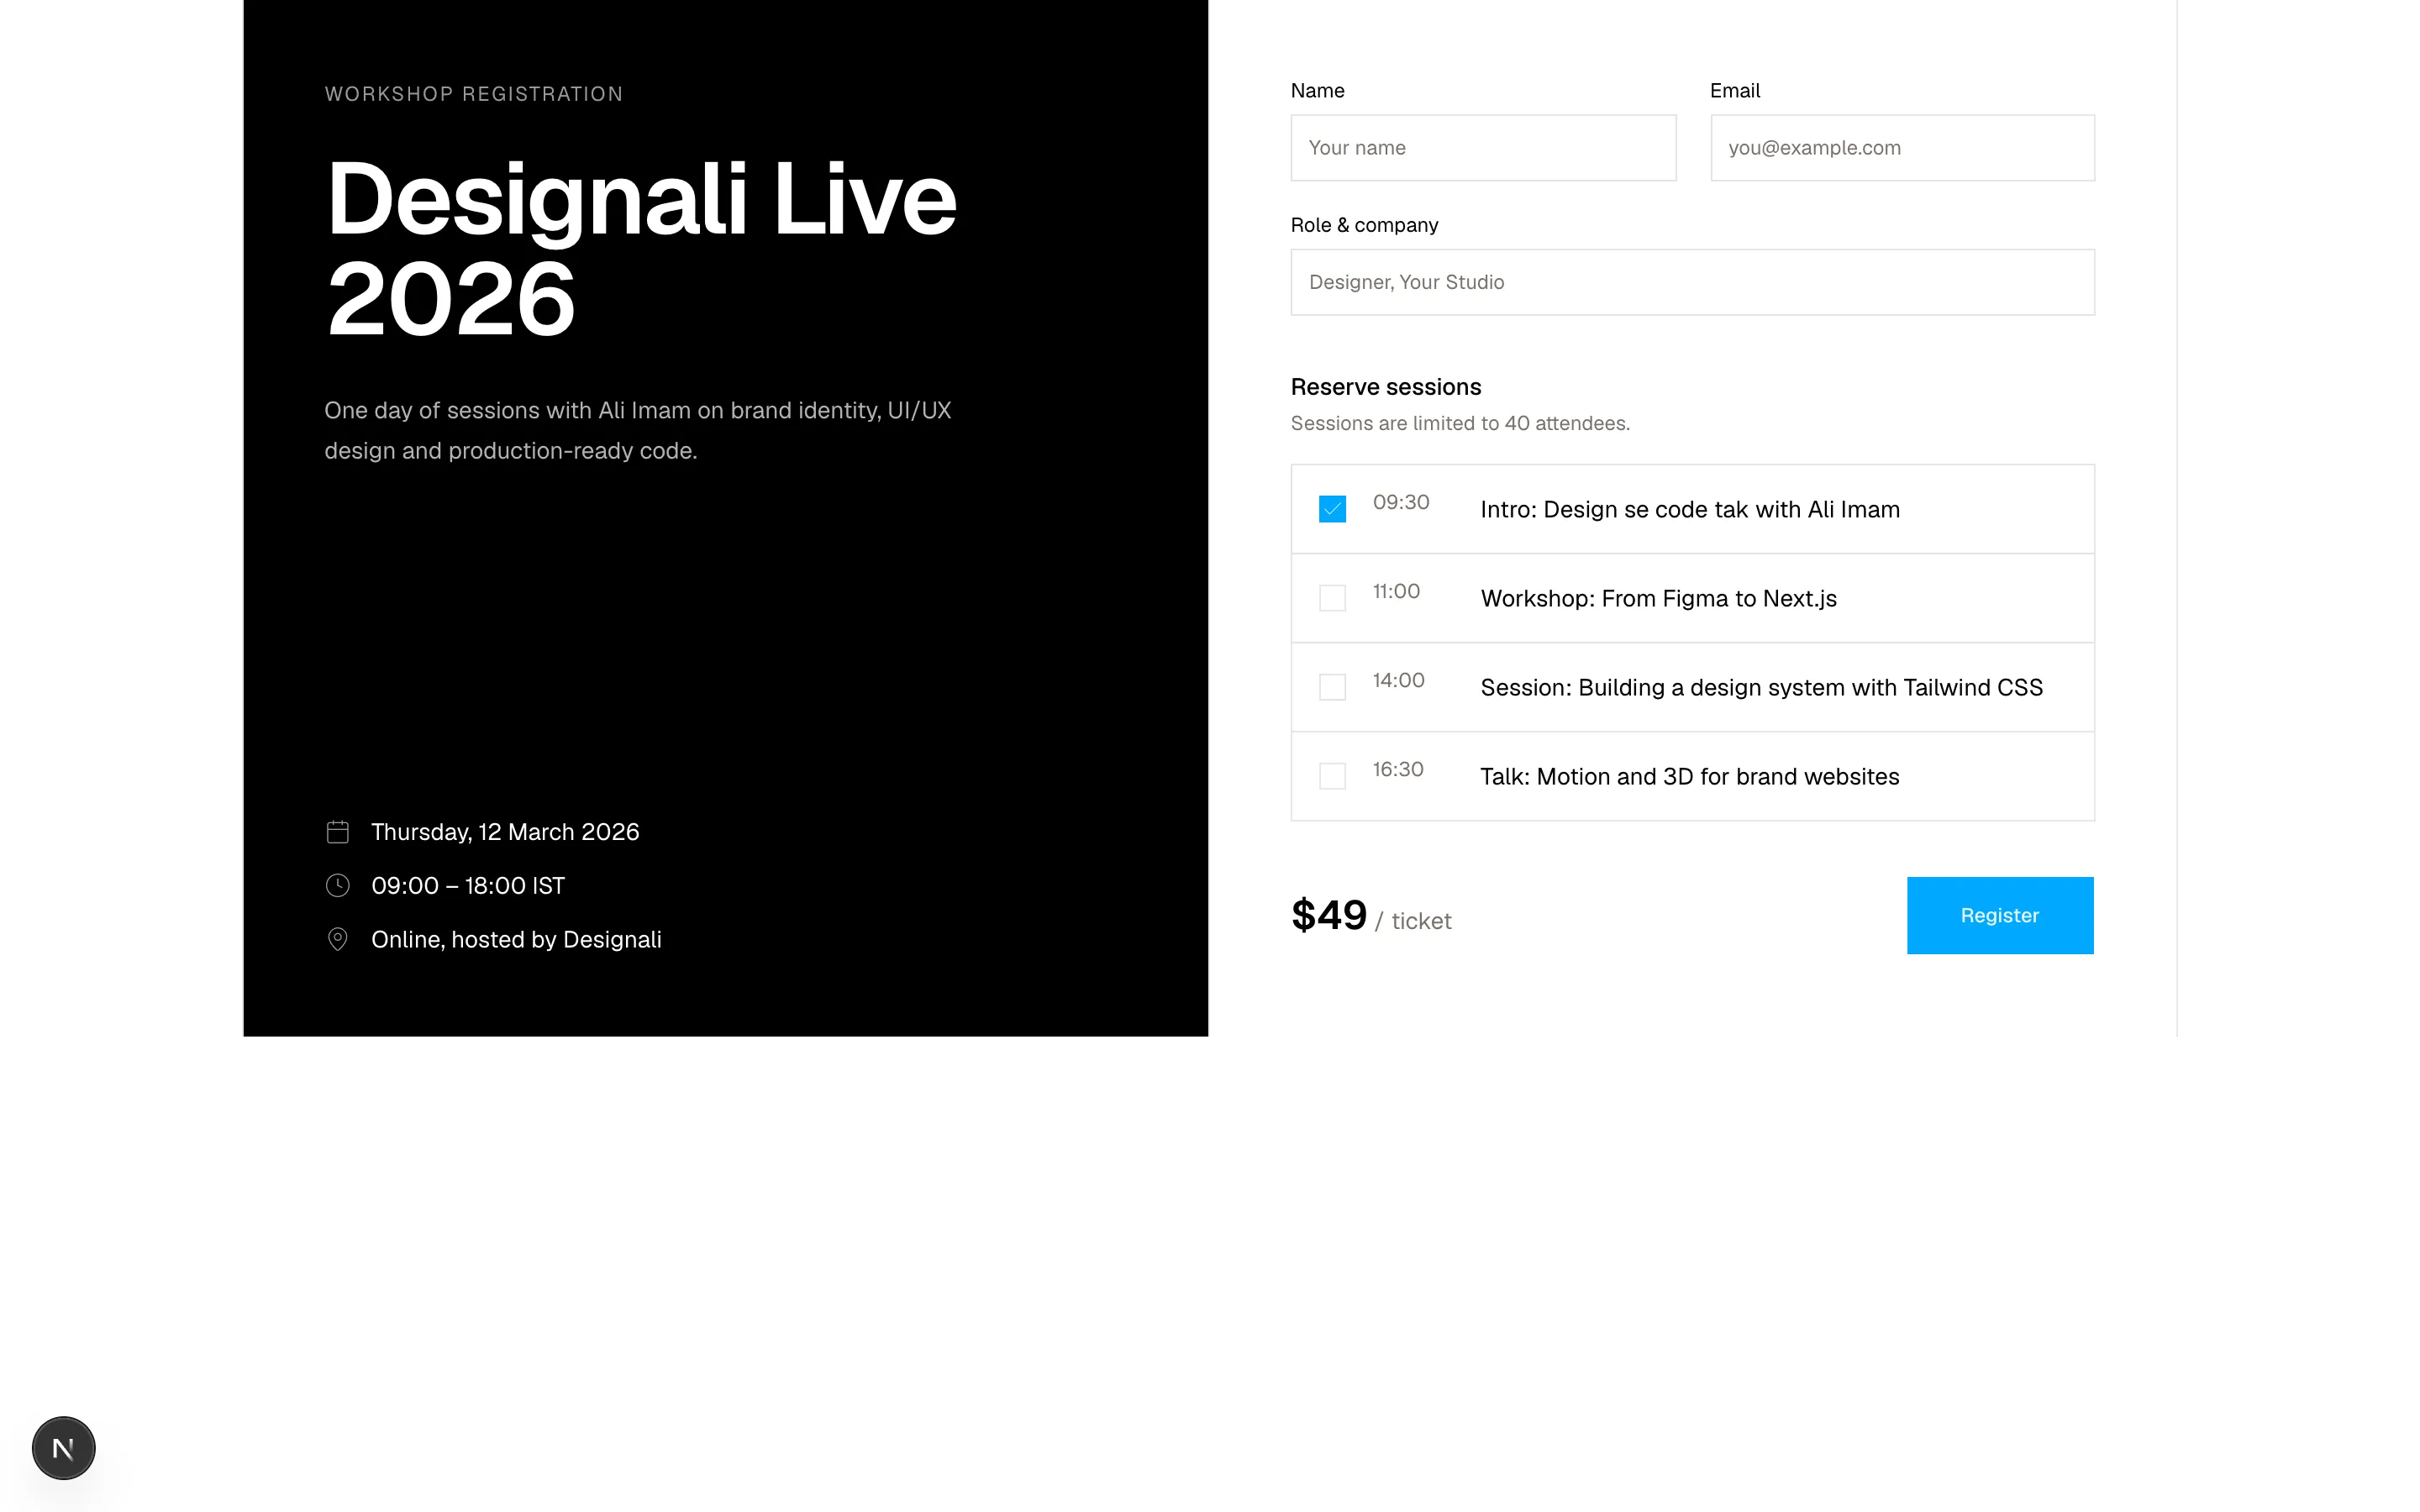 WORKSHOP REGISTRATION
Designali Live
2026
One day of sessions with Ali Imam on brand identity, UI/UX
design and production-ready code.
Thursday, 12 March 2026
09:00 – 18:00 IST
Online, hosted by Designali
Name
Your name
Email
you@example.com
Role & company
Designer, Your Studio
Reserve sessions
Sessions are limited to 40 attendees.
09:30 Intro: Design se code tak with Ali Imam
11:00 Workshop: From Figma to Next.js
14:00 Session: Building a design system with Tailwind CSS
16:30 Talk: Motion and 3D for brand websites
$49 / ticket
Register
N